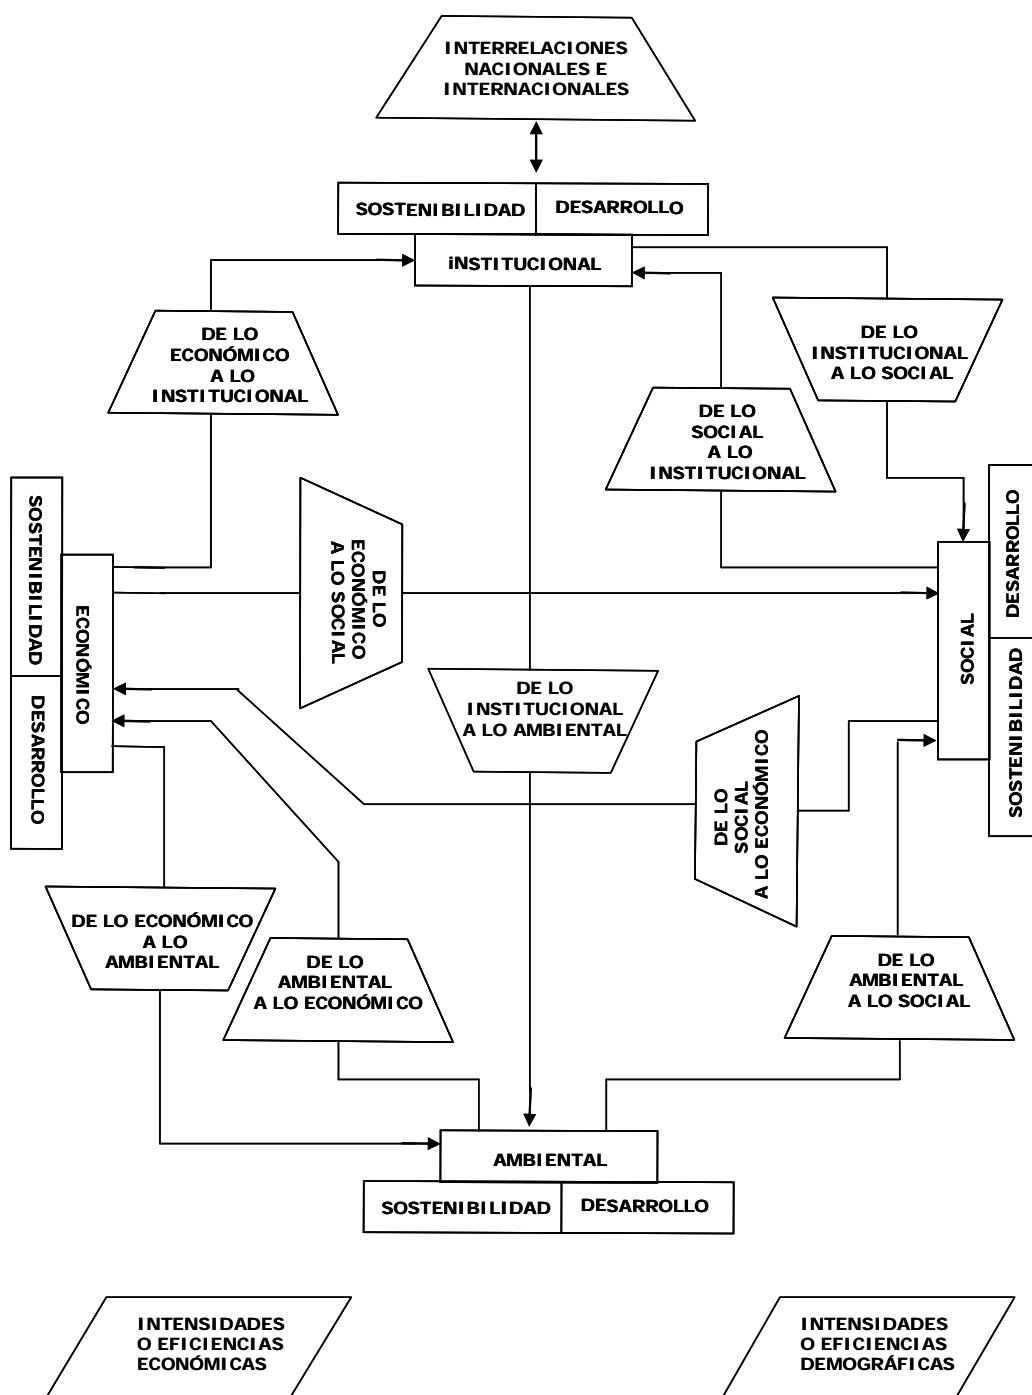 INTERRELACIONES
NACIONALES E
INTERNACIONALES
SOSTENIBILIDAD
DESARROLLO
iNSTITUCIONAL
DE LO
ECONÓMICO
A LO
INSTITUCIONAL
DE LO
INSTITUCIONAL
A LO SOCIAL
DE LO
SOCIAL
A LO
INSTITUCIONAL
SOSTENIBILIDAD
DESARROLLO
ECONÓMICO
DE LO
ECONÓMICO
A LO SOCIAL
DESARROLLO
SOSTENIBILIDAD
SOCIAL
DE LO
INSTITUCIONAL
A LO AMBIENTAL
DE LO
SOCIAL
A LO ECONÓMICO
DE LO ECONÓMICO
A LO
AMBIENTAL
DE LO
AMBIENTAL
A LO ECONÓMICO
DE LO
AMBIENTAL
A LO SOCIAL
AMBIENTAL
SOSTENIBILIDAD
DESARROLLO
INTENSIDADES
O EFICIENCIAS
ECONÓMICAS
INTENSIDADES
O EFICIENCIAS
DEMOGRÁFICAS